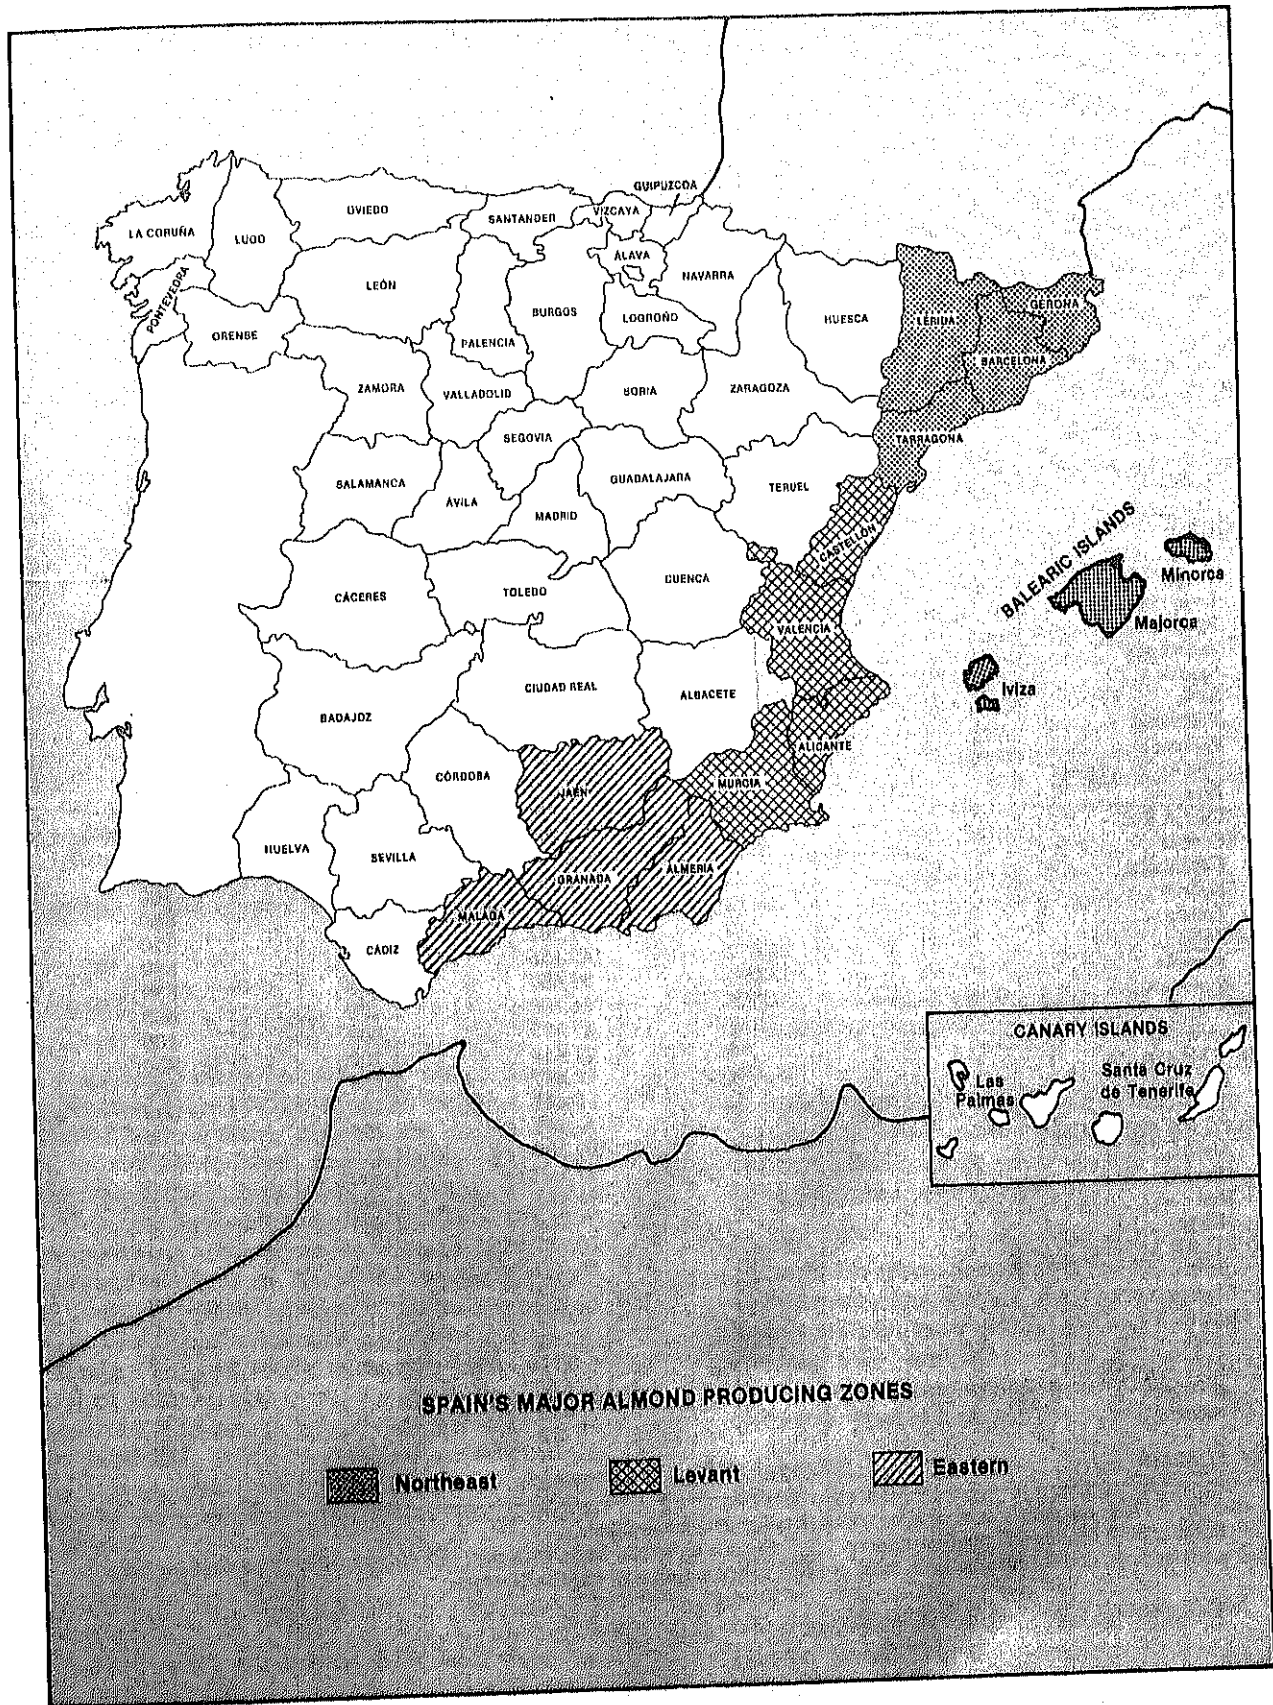 GUIPUZCOA
OVIEDO
SANTANDER
VIZCAYA
LA CORUÑA
LUGO
ÁLAVA
NAVARRA
PONTEVEDRA
LEÓN
BURGOS
LOGROÑO
HUESCA
LÉRIDA
GERONA
ORENSE
PALENCIA
BARCELONA
ZAMORA
VALLADOLID
SORIA
ZARAGOZA
SEGOVIA
TARRAGONA
SALAMANCA
ÁVILA
MADRID
GUADALAJARA
TERUEL
CASTELLÓN
BALEARIC ISLANDS
Minorca
Majorca
Iviza
CÁCERES
TOLEDO
CUENCA
VALENCIA
BADAJOZ
CIUDAD REAL
ALBACETE
ALICANTE
CÓRDOBA
JAÉN
MURCIA
HUELVA
SEVILLA
GRANADA
ALMERÍA
MALAGA
CÁDIZ
CANARY ISLANDS
Las
Palmas
Santa Cruz
de Tenerife
SPAIN'S MAJOR ALMOND PRODUCING ZONES
Northeast
Levant
Eastern